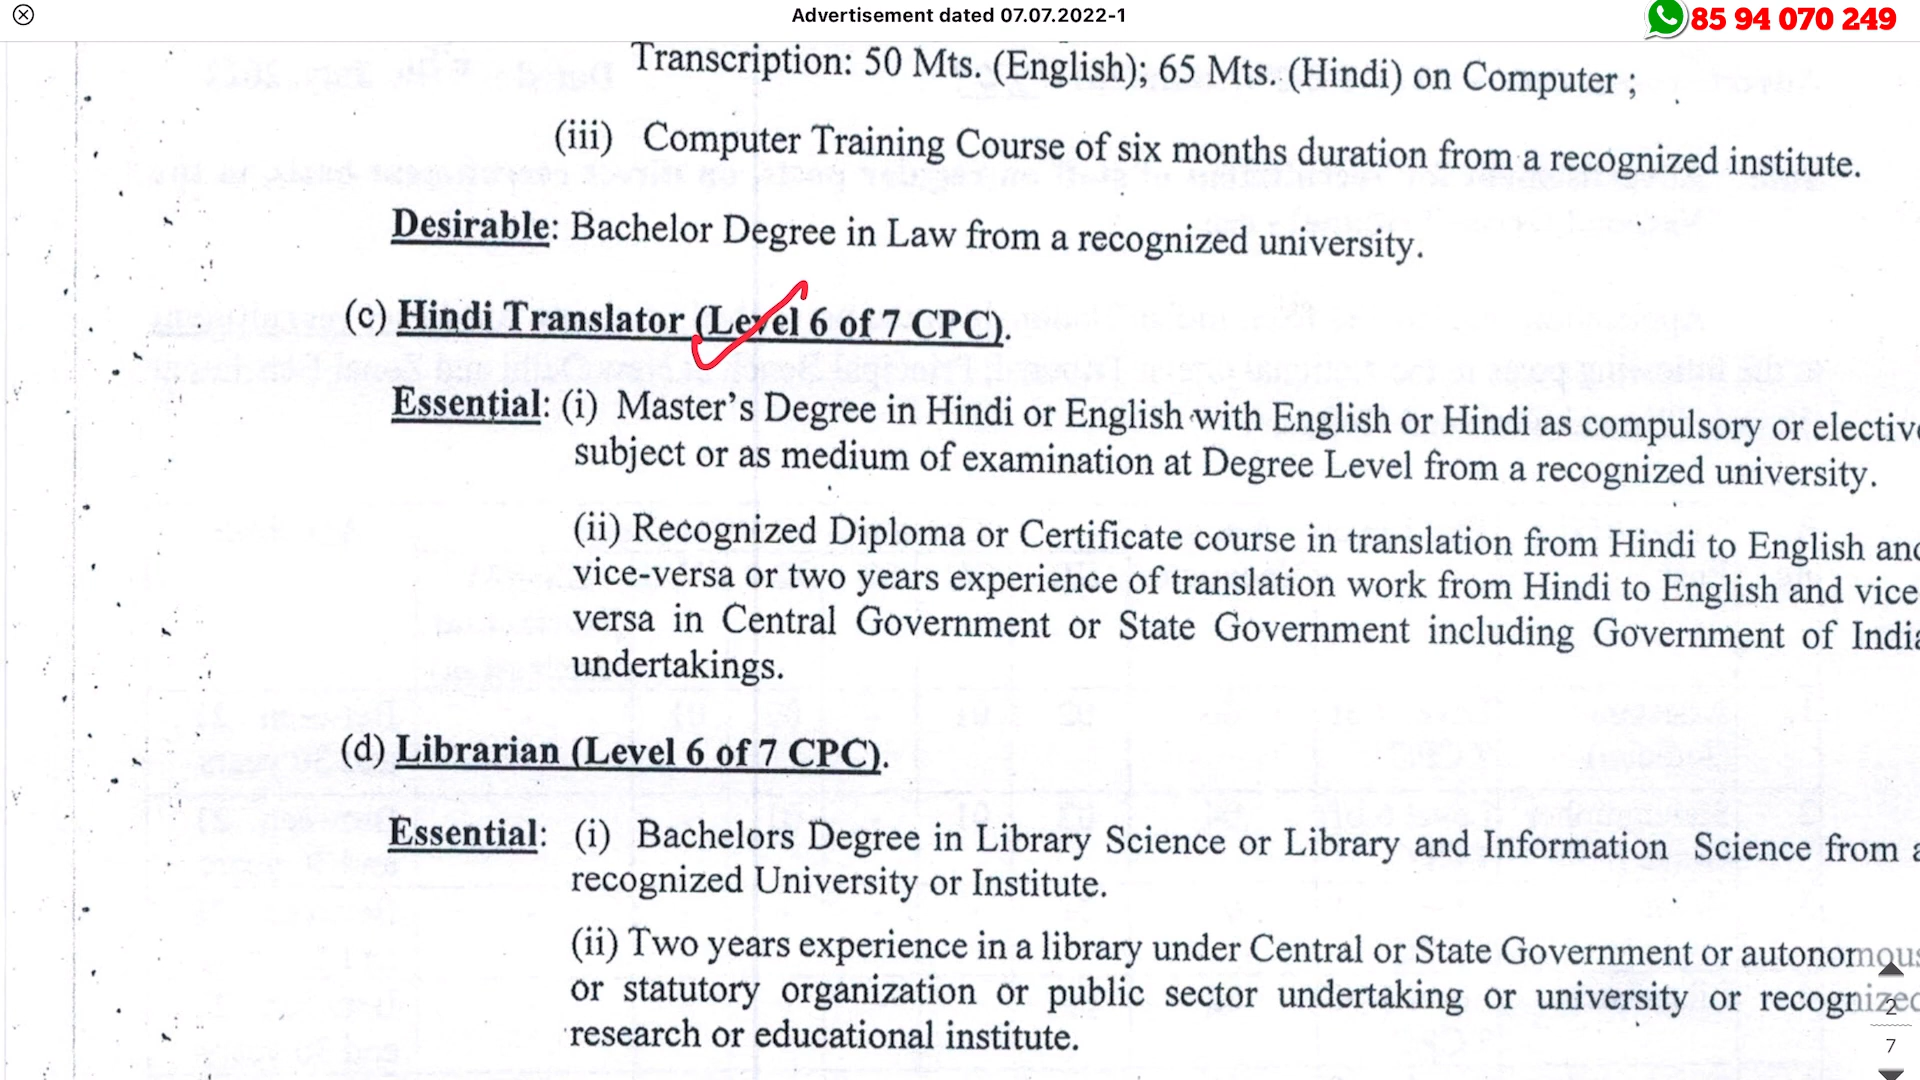 Advertisement dated 07.07.2022-1
85 94 070 249
Transcription: 50 Mts. (English); 65 Mts. (Hindi) on Computer ;
(iii) Computer Training Course of six months duration from a recognized institute.
Desirable: Bachelor Degree in Law from a recognized university.
(c) Hindi Translator (Level 6 of 7 CPC).
Essential: (i) Master's Degree in Hindi or English with English or Hindi as compulsory or elective
subject or as medium of examination at Degree Level from a recognized university.
(ii) Recognized Diploma or Certificate course in translation from Hindi to English and
vice-versa or two years experience of translation work from Hindi to English and vice
versa in Central Government or State Government including Government of India
undertakings.
(d) Librarian (Level 6 of 7 CPC).
Essential: (i) Bachelors Degree in Library Science or Library and Information Science from a
recognized University or Institute.
(ii) Two years experience in a library under Central or State Government or autonomous
or statutory organization or public sector undertaking or university or recognized
research or educational institute.
2
7